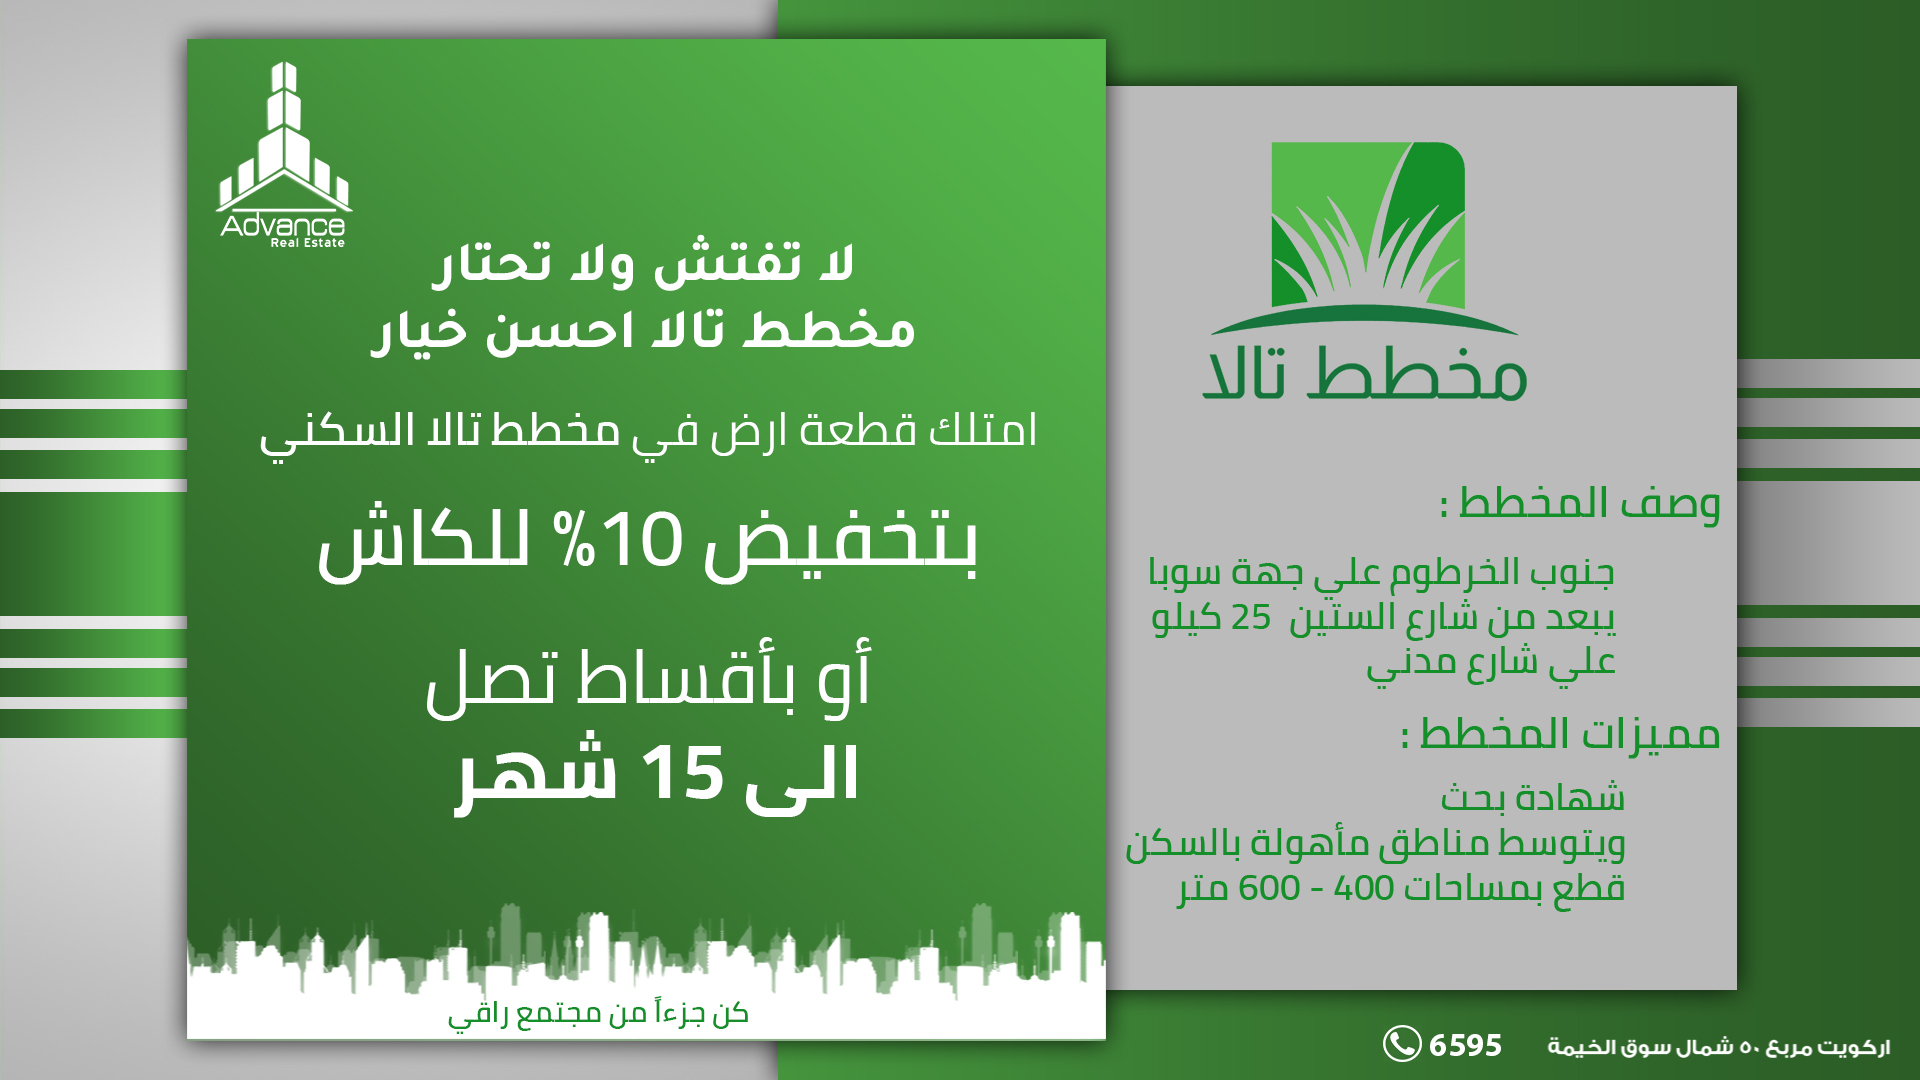 Advance
Real Estate
لا تفتش ولا تحتار
مخطط تالا احسن خيار
امتلك قطعة ارض في مخطط تالا السكني
بتخفيض 10% للكاش
أو بأقساط تصل
الى 15 شهر
كن جزءاً من مجتمع راقي
مخطط تالا
وصف المخطط :
جنوب الخرطوم علي جهة سوبا
يبعد من شارع الستين 25 كيلو
علي شارع مدني
مميزات المخطط :
شهادة بحث
ويتوسط مناطق مأهولة بالسكن
قطع بمساحات 400 - 600 متر
اركويت مربع ٥٠ شمال سوق الخيمة
6595